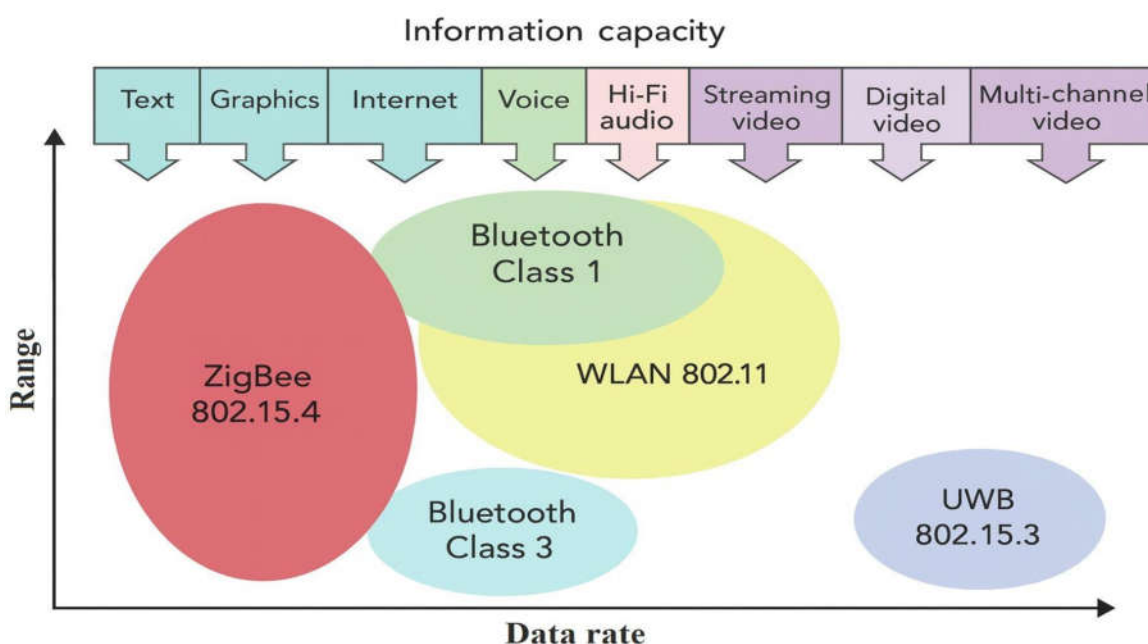 Information capacity
Text
Graphics
Internet
Voice
Hi-Fi
audio
Streaming
video
Digital
video
Multi-channel
video
Range
Bluetooth
Class 1
ZigBee
802.15.4
WLAN 802.11
Bluetooth
Class 3
UWB
802.15.3
Data rate